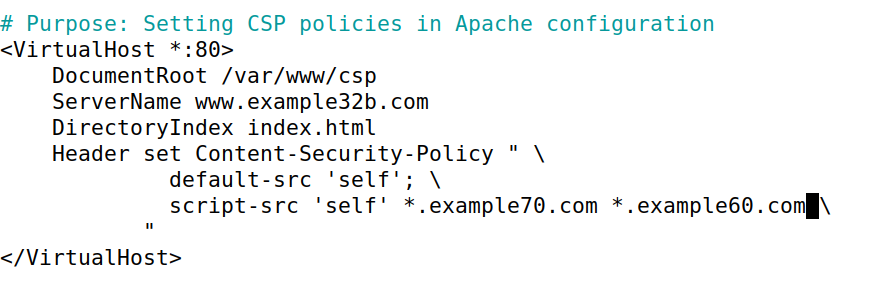 # Purpose: Setting CSP policies in Apache configuration
<VirtualHost *:80>
    DocumentRoot /var/www/csp
    ServerName www.example32b.com
    DirectoryIndex index.html
    Header set Content-Security-Policy " \
             default-src 'self'; \
             script-src 'self' *.example70.com *.example60.com \
           "
</VirtualHost>